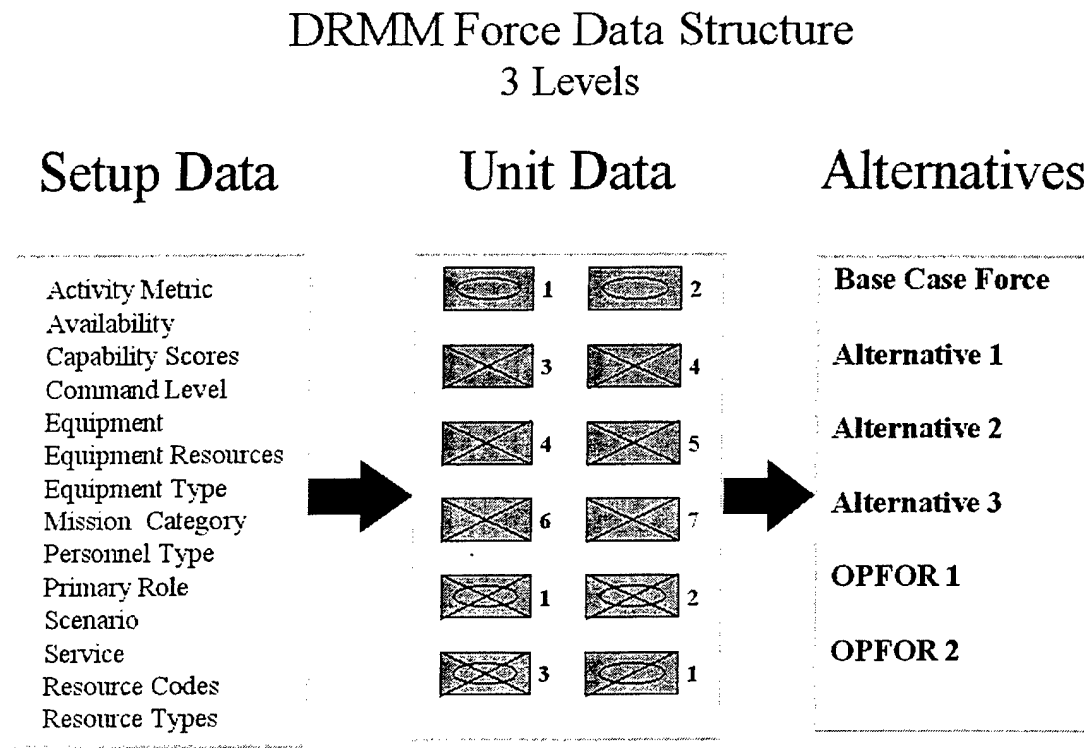 DRMM Force Data Structure
3 Levels
Setup Data
Unit Data
Alternatives
Activity Metric
Availability
Capability Scores
Command Level
Equipment
Equipment Resources
Equipment Type
Mission Category
Personnel Type
Primary Role
Scenario
Service
Resource Codes
Resource Types
1 2
3 4
4 5
6 7
1 2
3 1
Base Case Force
Alternative 1
Alternative 2
Alternative 3
OPFOR 1
OPFOR 2